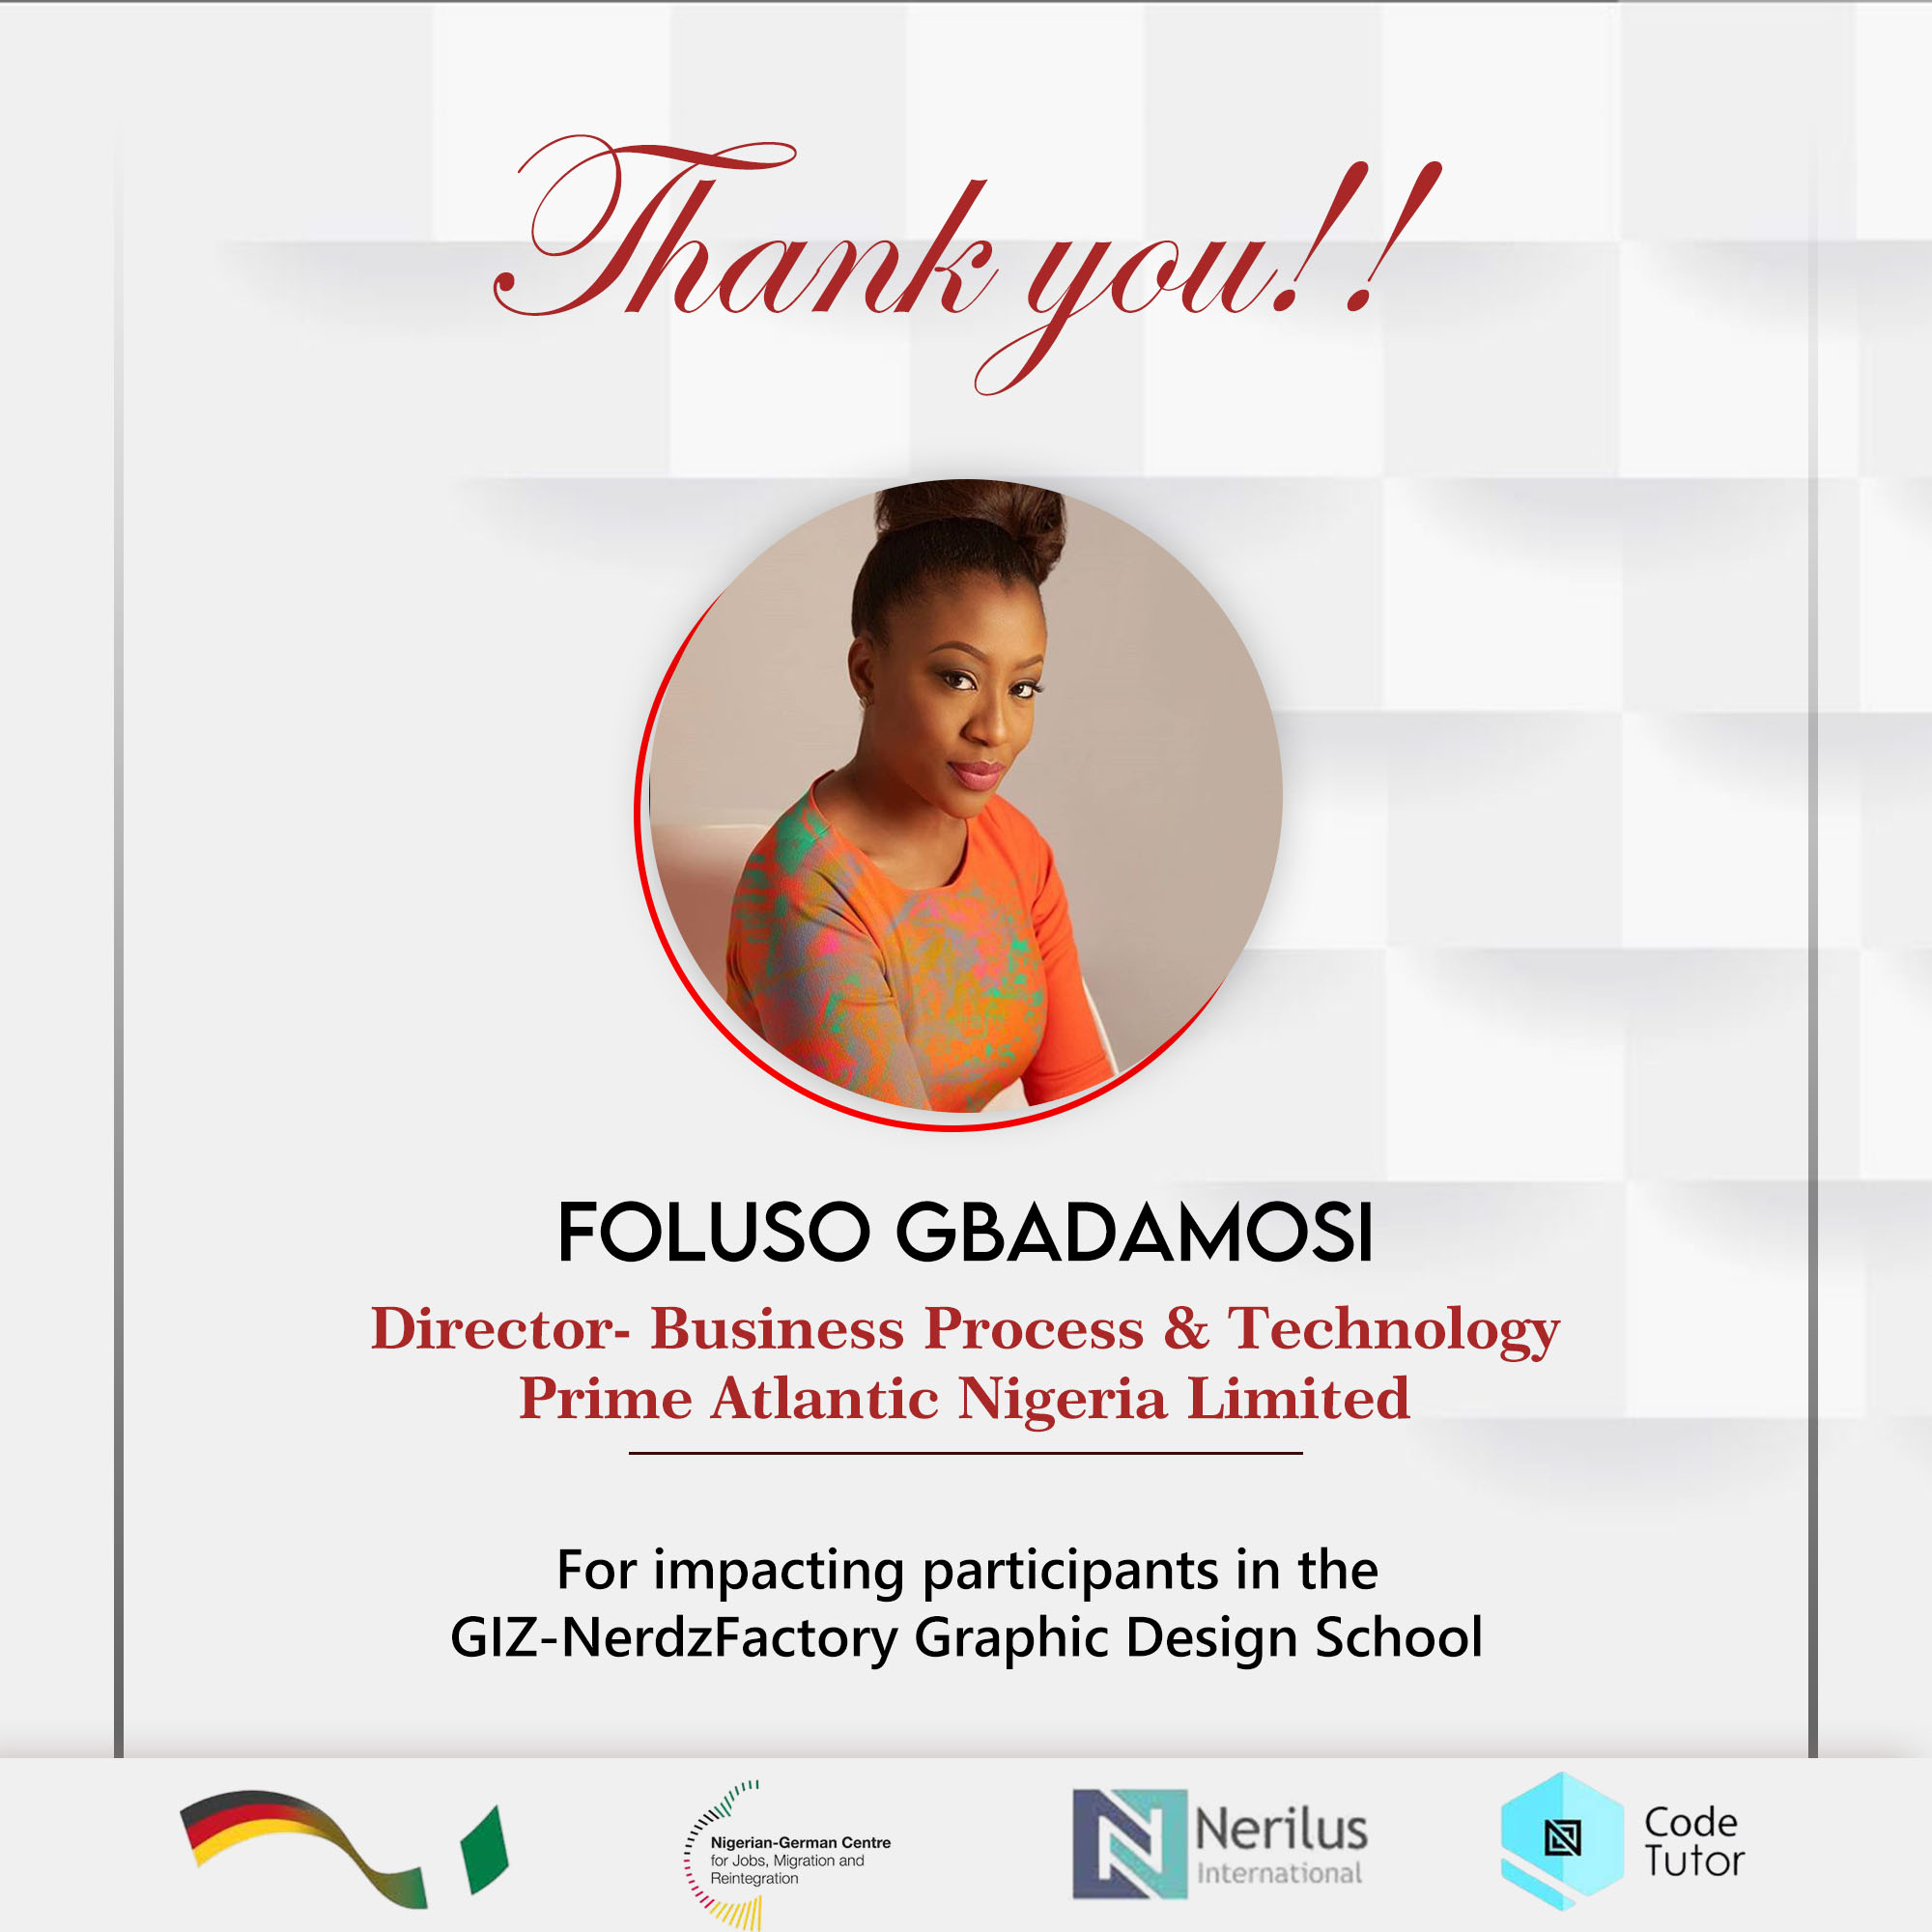 Thank you!!
FOLUSO GBADAMOSI
Director- Business Process & Technology
Prime Atlantic Nigeria Limited
For impacting participants in the
GIZ-NerdzFactory Graphic Design School
Nigerian-German Centre
for Jobs, Migration and
Reintegration
Nerilus
International
Code
Tutor